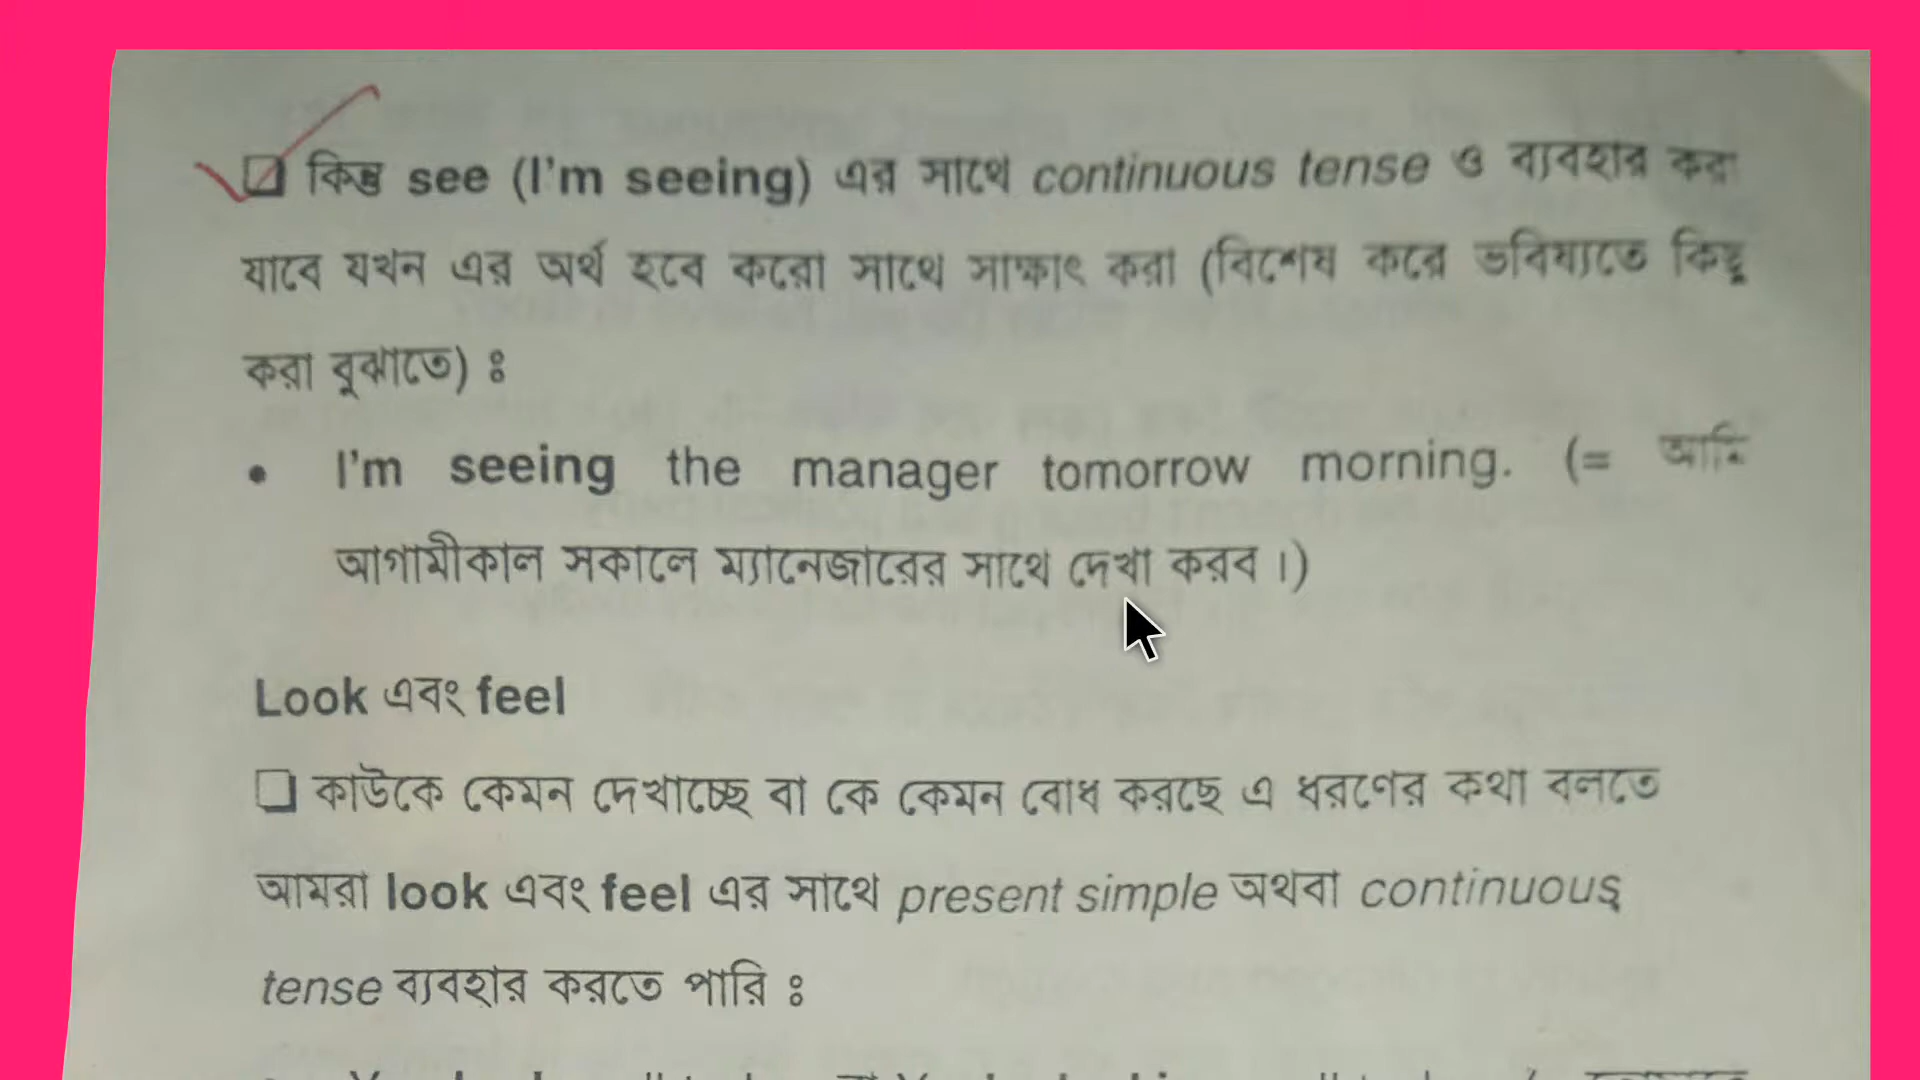 কিন্তু see (I'm seeing) এর সাথে continuous tense ও ব্যবহার করা
যাবে যখন এর অর্থ হবে করো সাথে সাক্ষাৎ করা (বিশেষ করে ভবিষ্যতে কিছু
করা বুঝাতে) ঃ
• I'm seeing the manager tomorrow morning. (= আমি
আগামীকাল সকালে ম্যানেজারের সাথে দেখা করব।)
Look এবং feel
কাউকে কেমন দেখাচ্ছে বা কে কেমন বোধ করছে এ ধরণের কথা বলতে
আমরা look এবং feel এর সাথে present simple অথবা continuous
tense ব্যবহার করতে পারি ঃ